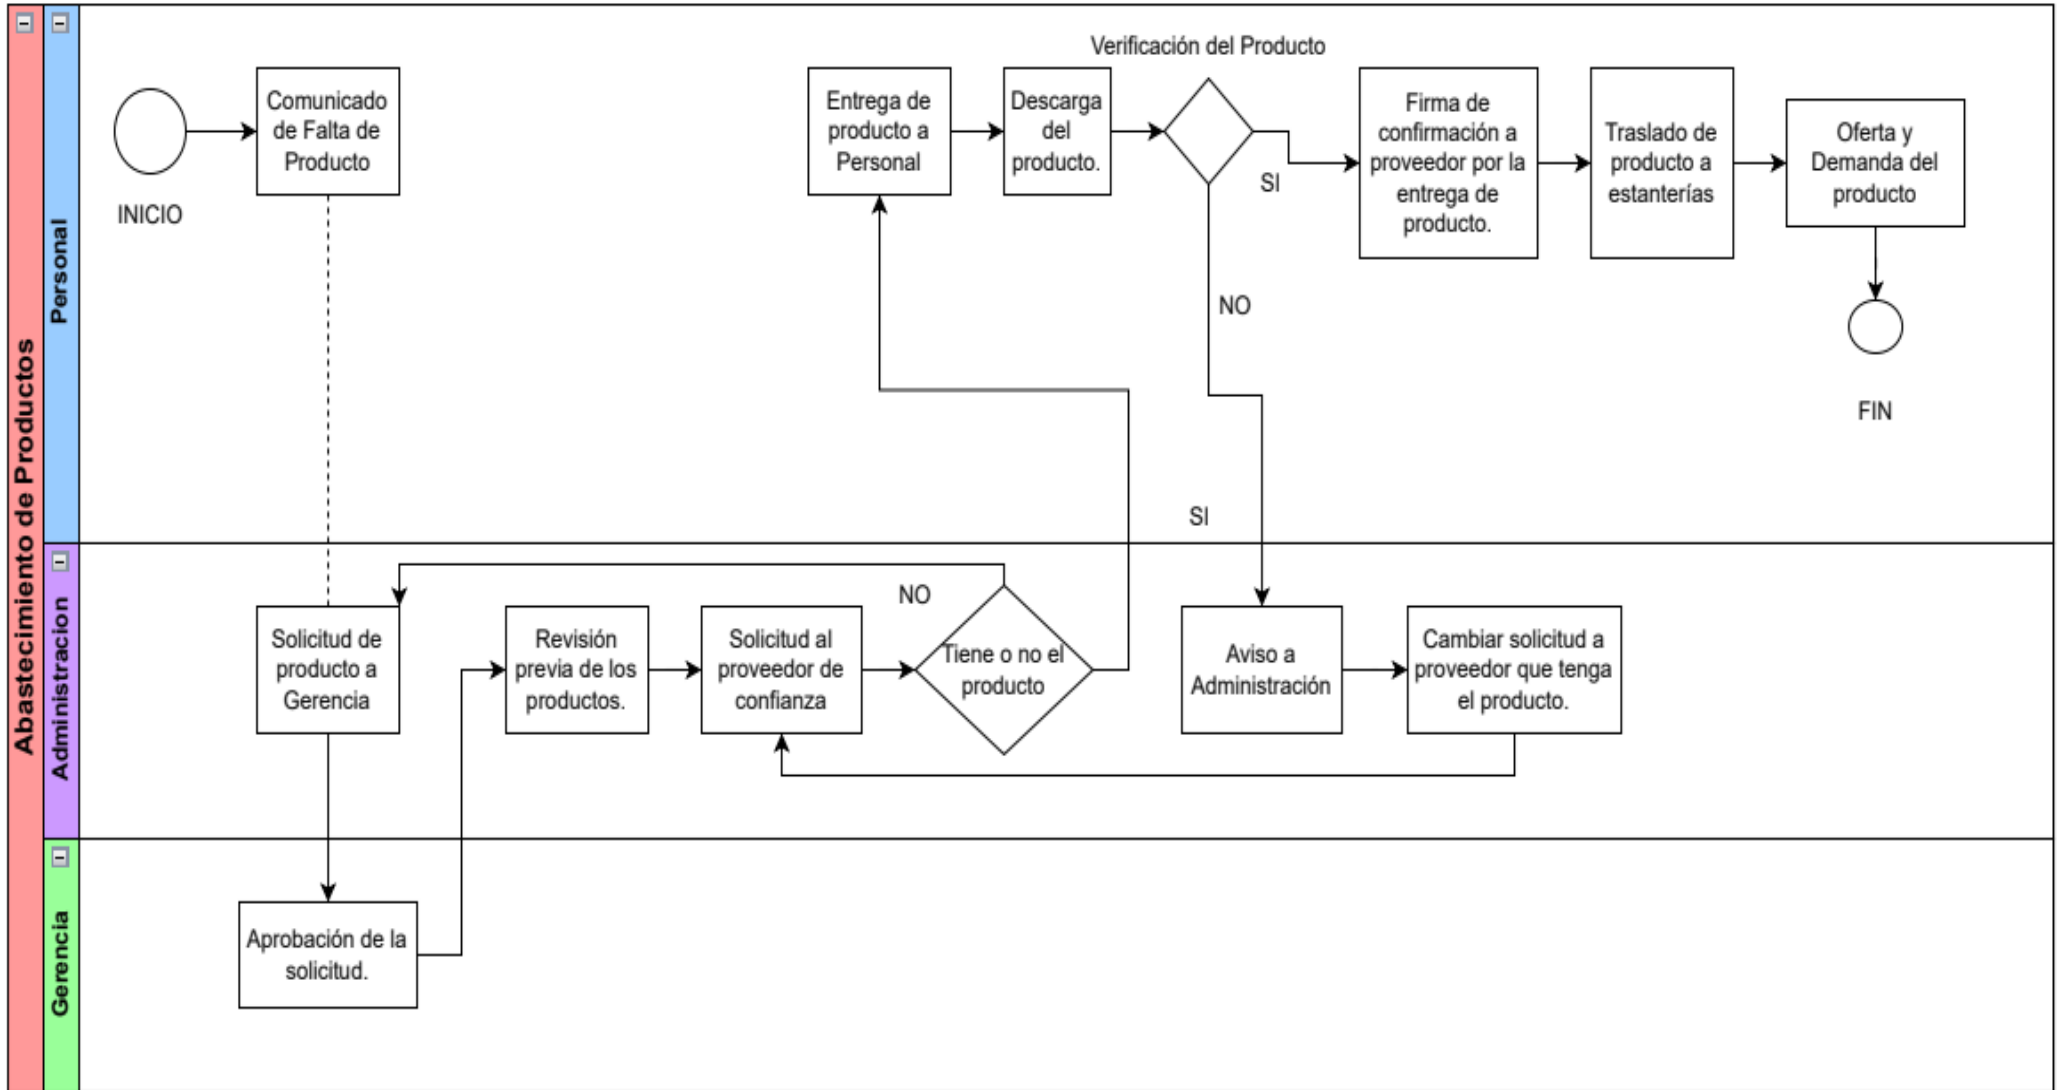 Abastecimiento de Productos
Personal
INICIO
Comunicado
de Falta de
Producto
Entrega de
producto a
Personal
Descarga
del
producto.
Verificación del Producto
SI
NO
Firma de
confirmación a
proveedor por la
entrega de
producto.
Traslado de
producto a
estanterías
Oferta y
Demanda del
producto
FIN
SI
Administracion
Solicitud de
producto a
Gerencia
Revisión
previa de los
productos.
Solicitud al
proveedor de
confianza
NO
Tiene o no el
producto
Aviso a
Administración
Cambiar solicitud a
proveedor que tenga
el producto.
Gerencia
Aprobación de la
solicitud.